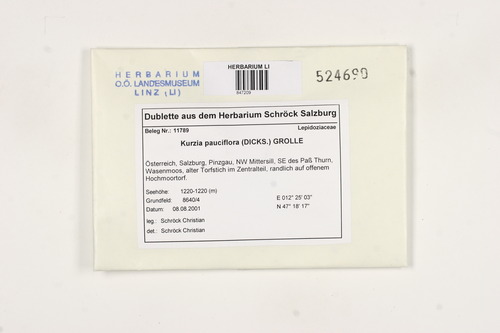 HERBARIUM
O.Ö. LANDESMUSEUM
LINZ (LI)
HERBARIUM LI
847209
524690
Dublette aus dem Herbarium Schröck Salzburg
Beleg Nr.: 11789 Lepidoziaceae
Kurzia pauciflora (DICKS.) GROLLE
Österreich, Salzburg, Pinzgau, NW Mittersill, SE des Paß Thurn,
Wasenmoos, alter Torfstich im Zentralteil, randlich auf offenem
Hochmoortorf.
Seehöhe: 1220-1220 (m) E 012° 25' 03"
Grundfeld: 8640/4 N 47° 18' 17"
Datum: 08.08.2001
leg.: Schröck Christian
det.: Schröck Christian